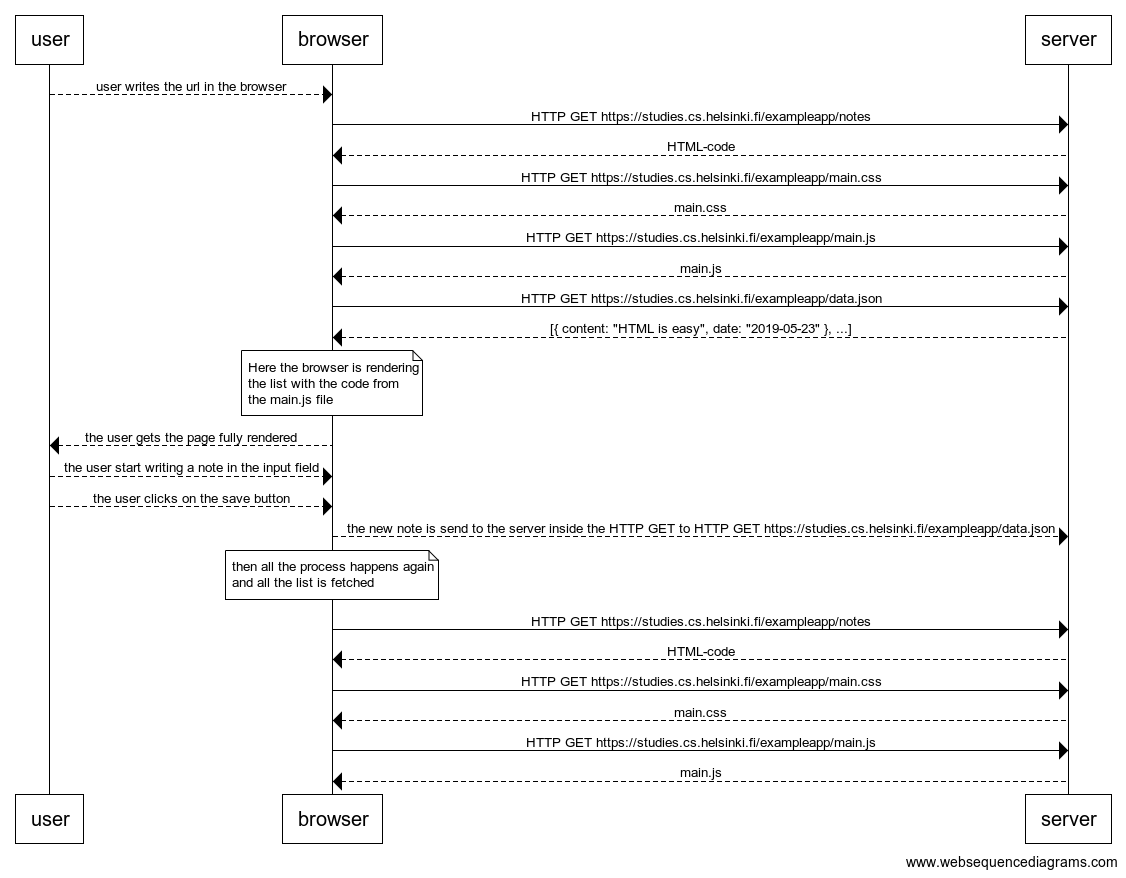 user
browser
server
user writes the url in the browser
HTTP GET https://studies.cs.helsinki.fi/exampleapp/notes
HTML-code
HTTP GET https://studies.cs.helsinki.fi/exampleapp/main.css
main.css
HTTP GET https://studies.cs.helsinki.fi/exampleapp/main.js
main.js
HTTP GET https://studies.cs.helsinki.fi/exampleapp/data.json
[{ content: "HTML is easy", date: "2019-05-23" }, ...]
Here the browser is rendering
the list with the code from
the main.js file
the user gets the page fully rendered
the user start writing a note in the input field
the user clicks on the save button
the new note is send to the server inside the HTTP GET to HTTP GET https://studies.cs.helsinki.fi/exampleapp/data.json
then all the process happens again
and all the list is fetched
HTTP GET https://studies.cs.helsinki.fi/exampleapp/notes
HTML-code
HTTP GET https://studies.cs.helsinki.fi/exampleapp/main.css
main.css
HTTP GET https://studies.cs.helsinki.fi/exampleapp/main.js
main.js
user
browser
server
www.websequencediagrams.com